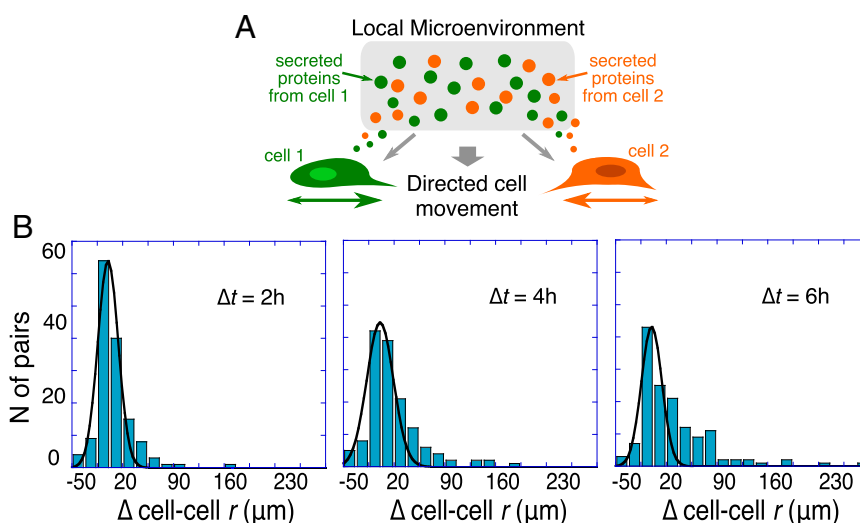 A
Local Microenvironment
secreted
proteins
from cell 1
secreted
proteins
from cell 2
cell 1
cell 2
Directed cell
movement
B
N of pairs
60
40
20
0
Δt = 2h
Δt = 4h
Δt = 6h
-50 20 90 160 230
-50 20 90 160 230
-50 20 90 160 230
Δ cell-cell r (μm)
Δ cell-cell r (μm)
Δ cell-cell r (μm)